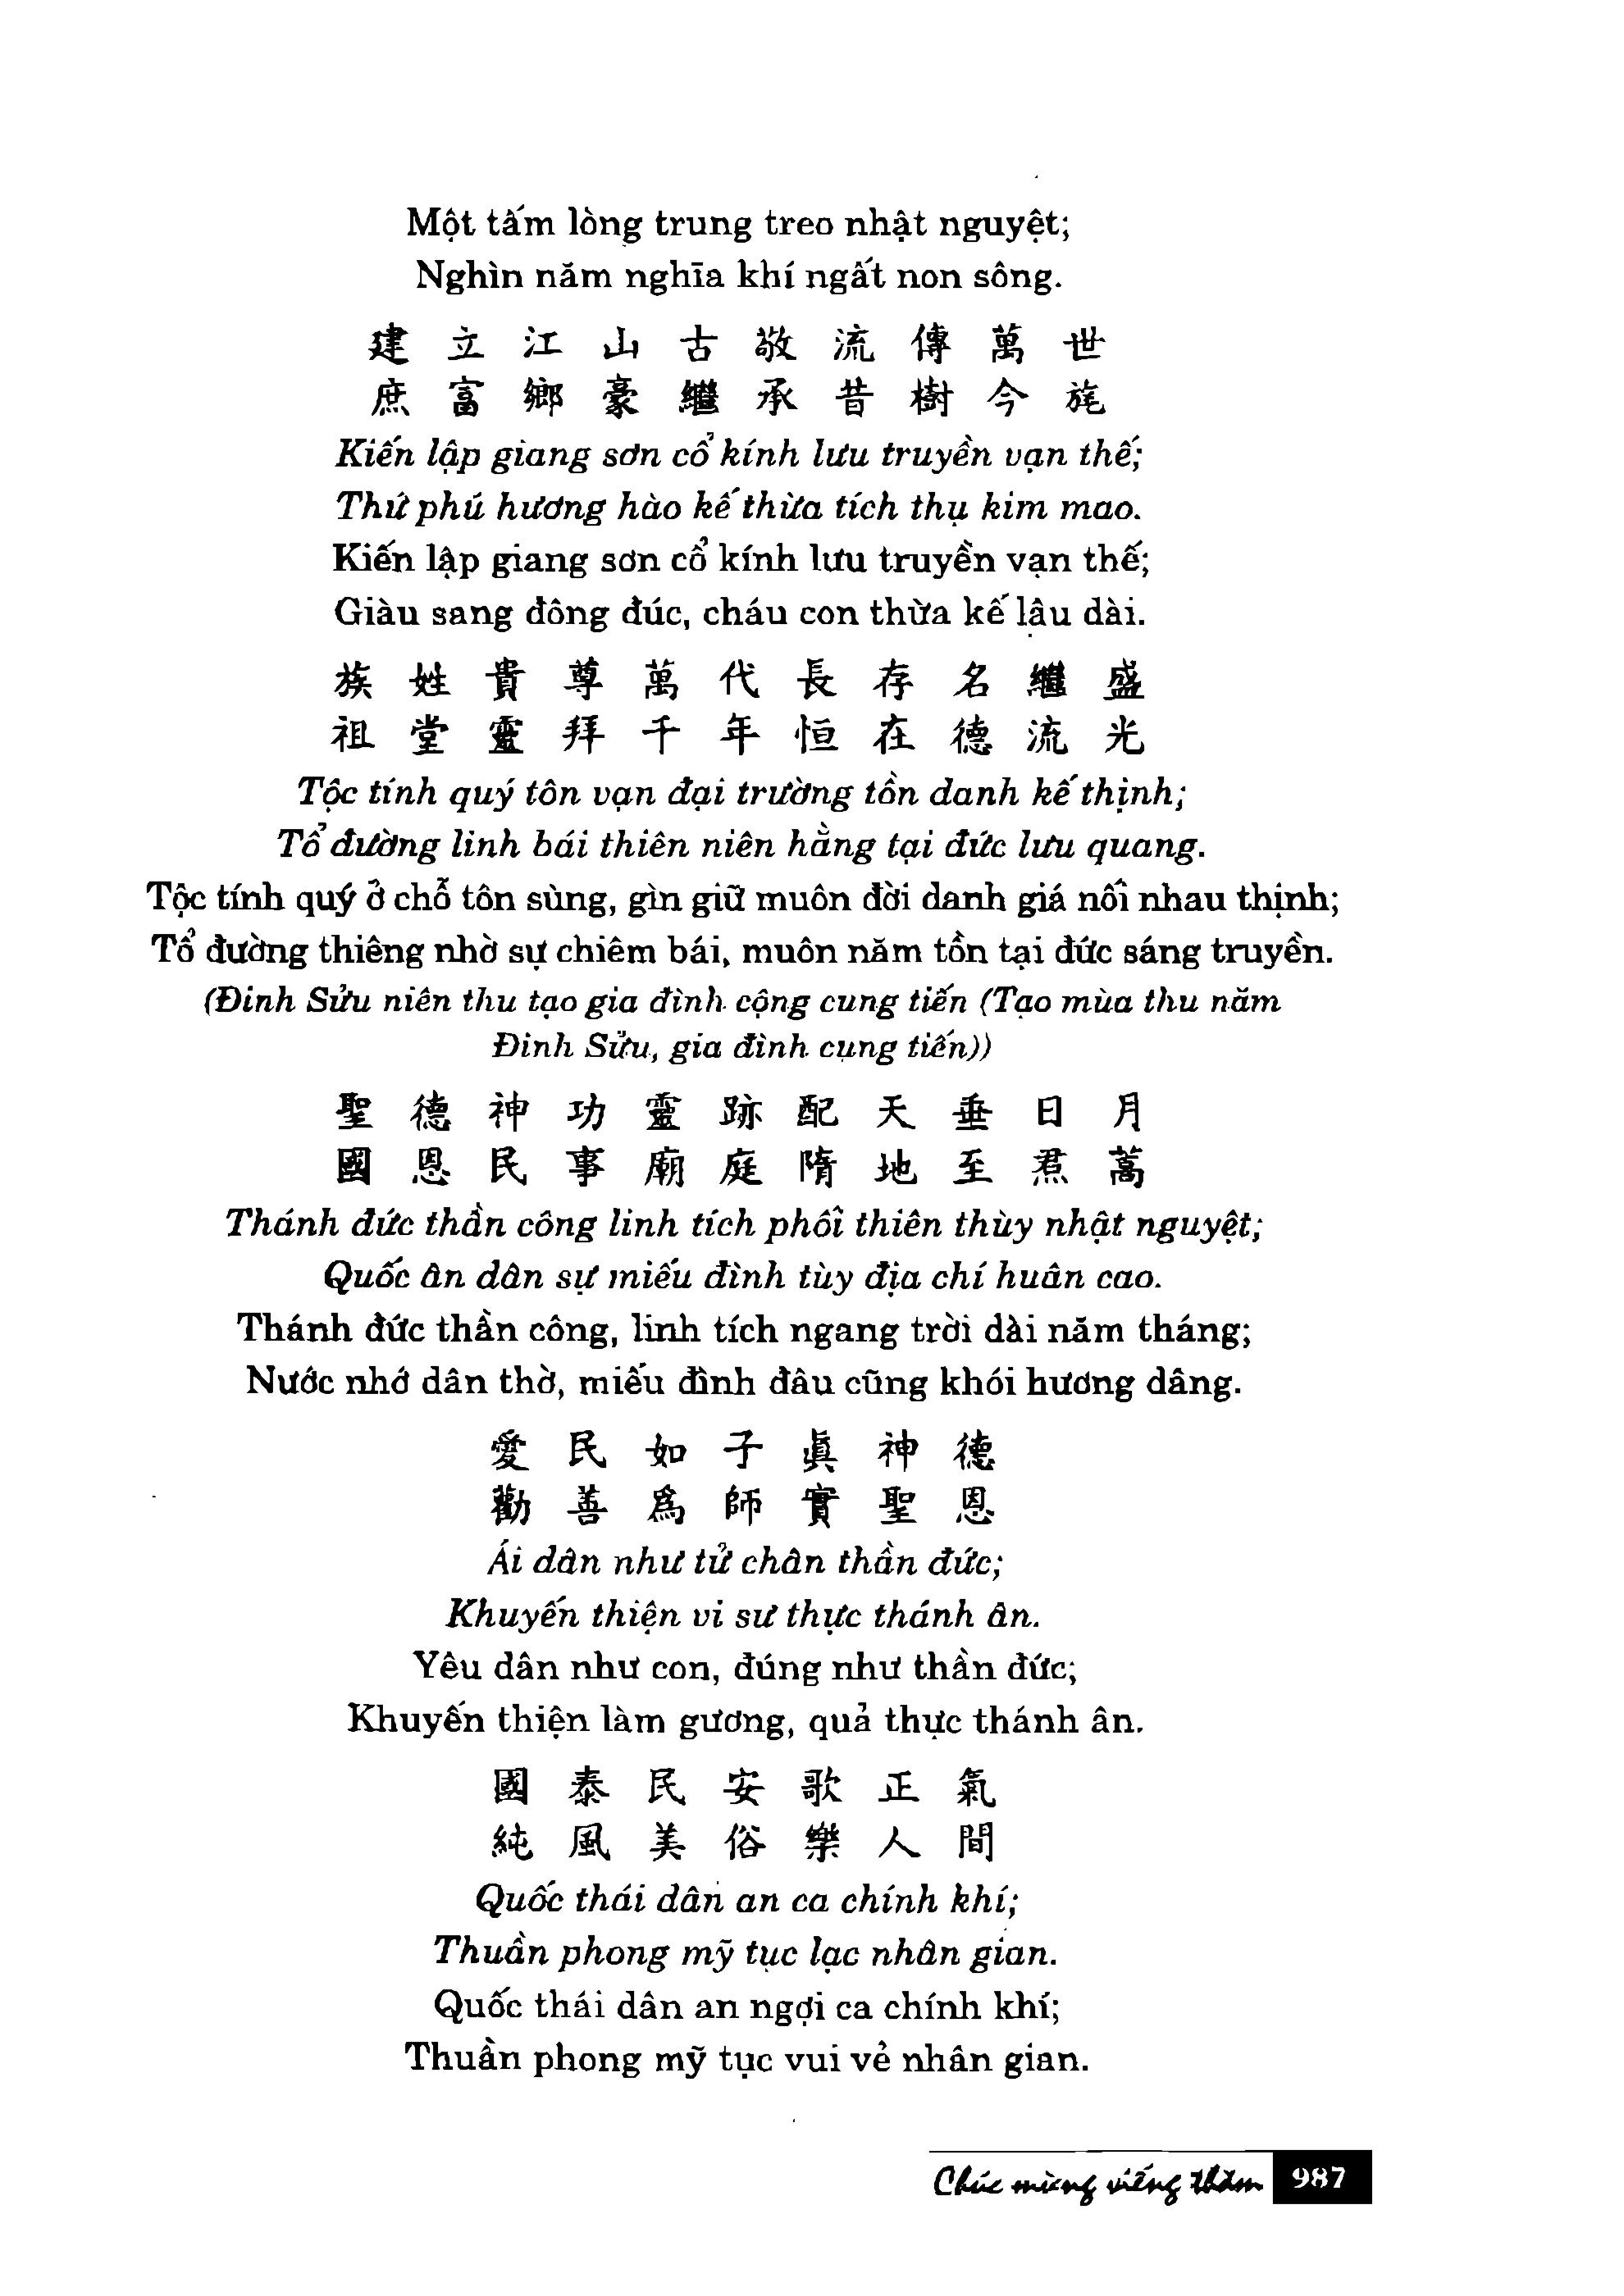 Một tấm lòng trung treo nhật nguyệt;
Nghìn năm nghĩa khí ngất non sông.
建立江山古敬流傳萬世
庶富鄉豪繼承昔樹今旄
Kiến lập giang sơn cổ kính lưu truyền vạn thế;
Thứ phú hương hào kế thừa tích thụ kim mao.
Kiến lập giang sơn cổ kính lưu truyền vạn thế;
Giàu sang đông đúc, cháu con thừa kế lâu dài.
族姓貴尊萬代長存名繼盛
祖堂靈拜千年恒在德流光
Tộc tính quý tôn vạn đại trường tồn danh kế thịnh;
Tổ đường linh bái thiên niên hằng tại đức lưu quang.
Tộc tính quý ở chỗ tôn sùng, gìn giữ muôn đời danh giá nối nhau thịnh;
Tổ đường thiêng nhờ sự chiêm bái, muôn năm tồn tại đức sáng truyền.
(Đinh Sửu niên thu tạo gia đình cộng cung tiến (Tạo mùa thu năm
Đinh Sửu, gia đình cung tiến))
聖德神功靈跡配天垂日月
國恩民事廟庭隋地至焄蒿
Thánh đức thần công linh tích phối thiên thùy nhật nguyệt;
Quốc ân dân sự miếu đình tùy địa chí huân cao.
Thánh đức thần công, linh tích ngang trời dài năm tháng;
Nước nhớ dân thờ, miếu đình đâu cũng khói hương dâng.
愛民如子眞神德
勸善爲師實聖恩
Ái dân như tử chân thần đức;
Khuyến thiện vi sư thực thánh ân.
Yêu dân như con, đúng như thần đức;
Khuyến thiện làm gương, quả thực thánh ân.
國泰民安歌正氣
純風美俗樂人間
Quốc thái dân an ca chính khí;
Thuần phong mỹ tục lạc nhân gian.
Quốc thái dân an ngợi ca chính khí;
Thuần phong mỹ tục vui vẻ nhân gian.
Chúc mừng viếng thăm 987